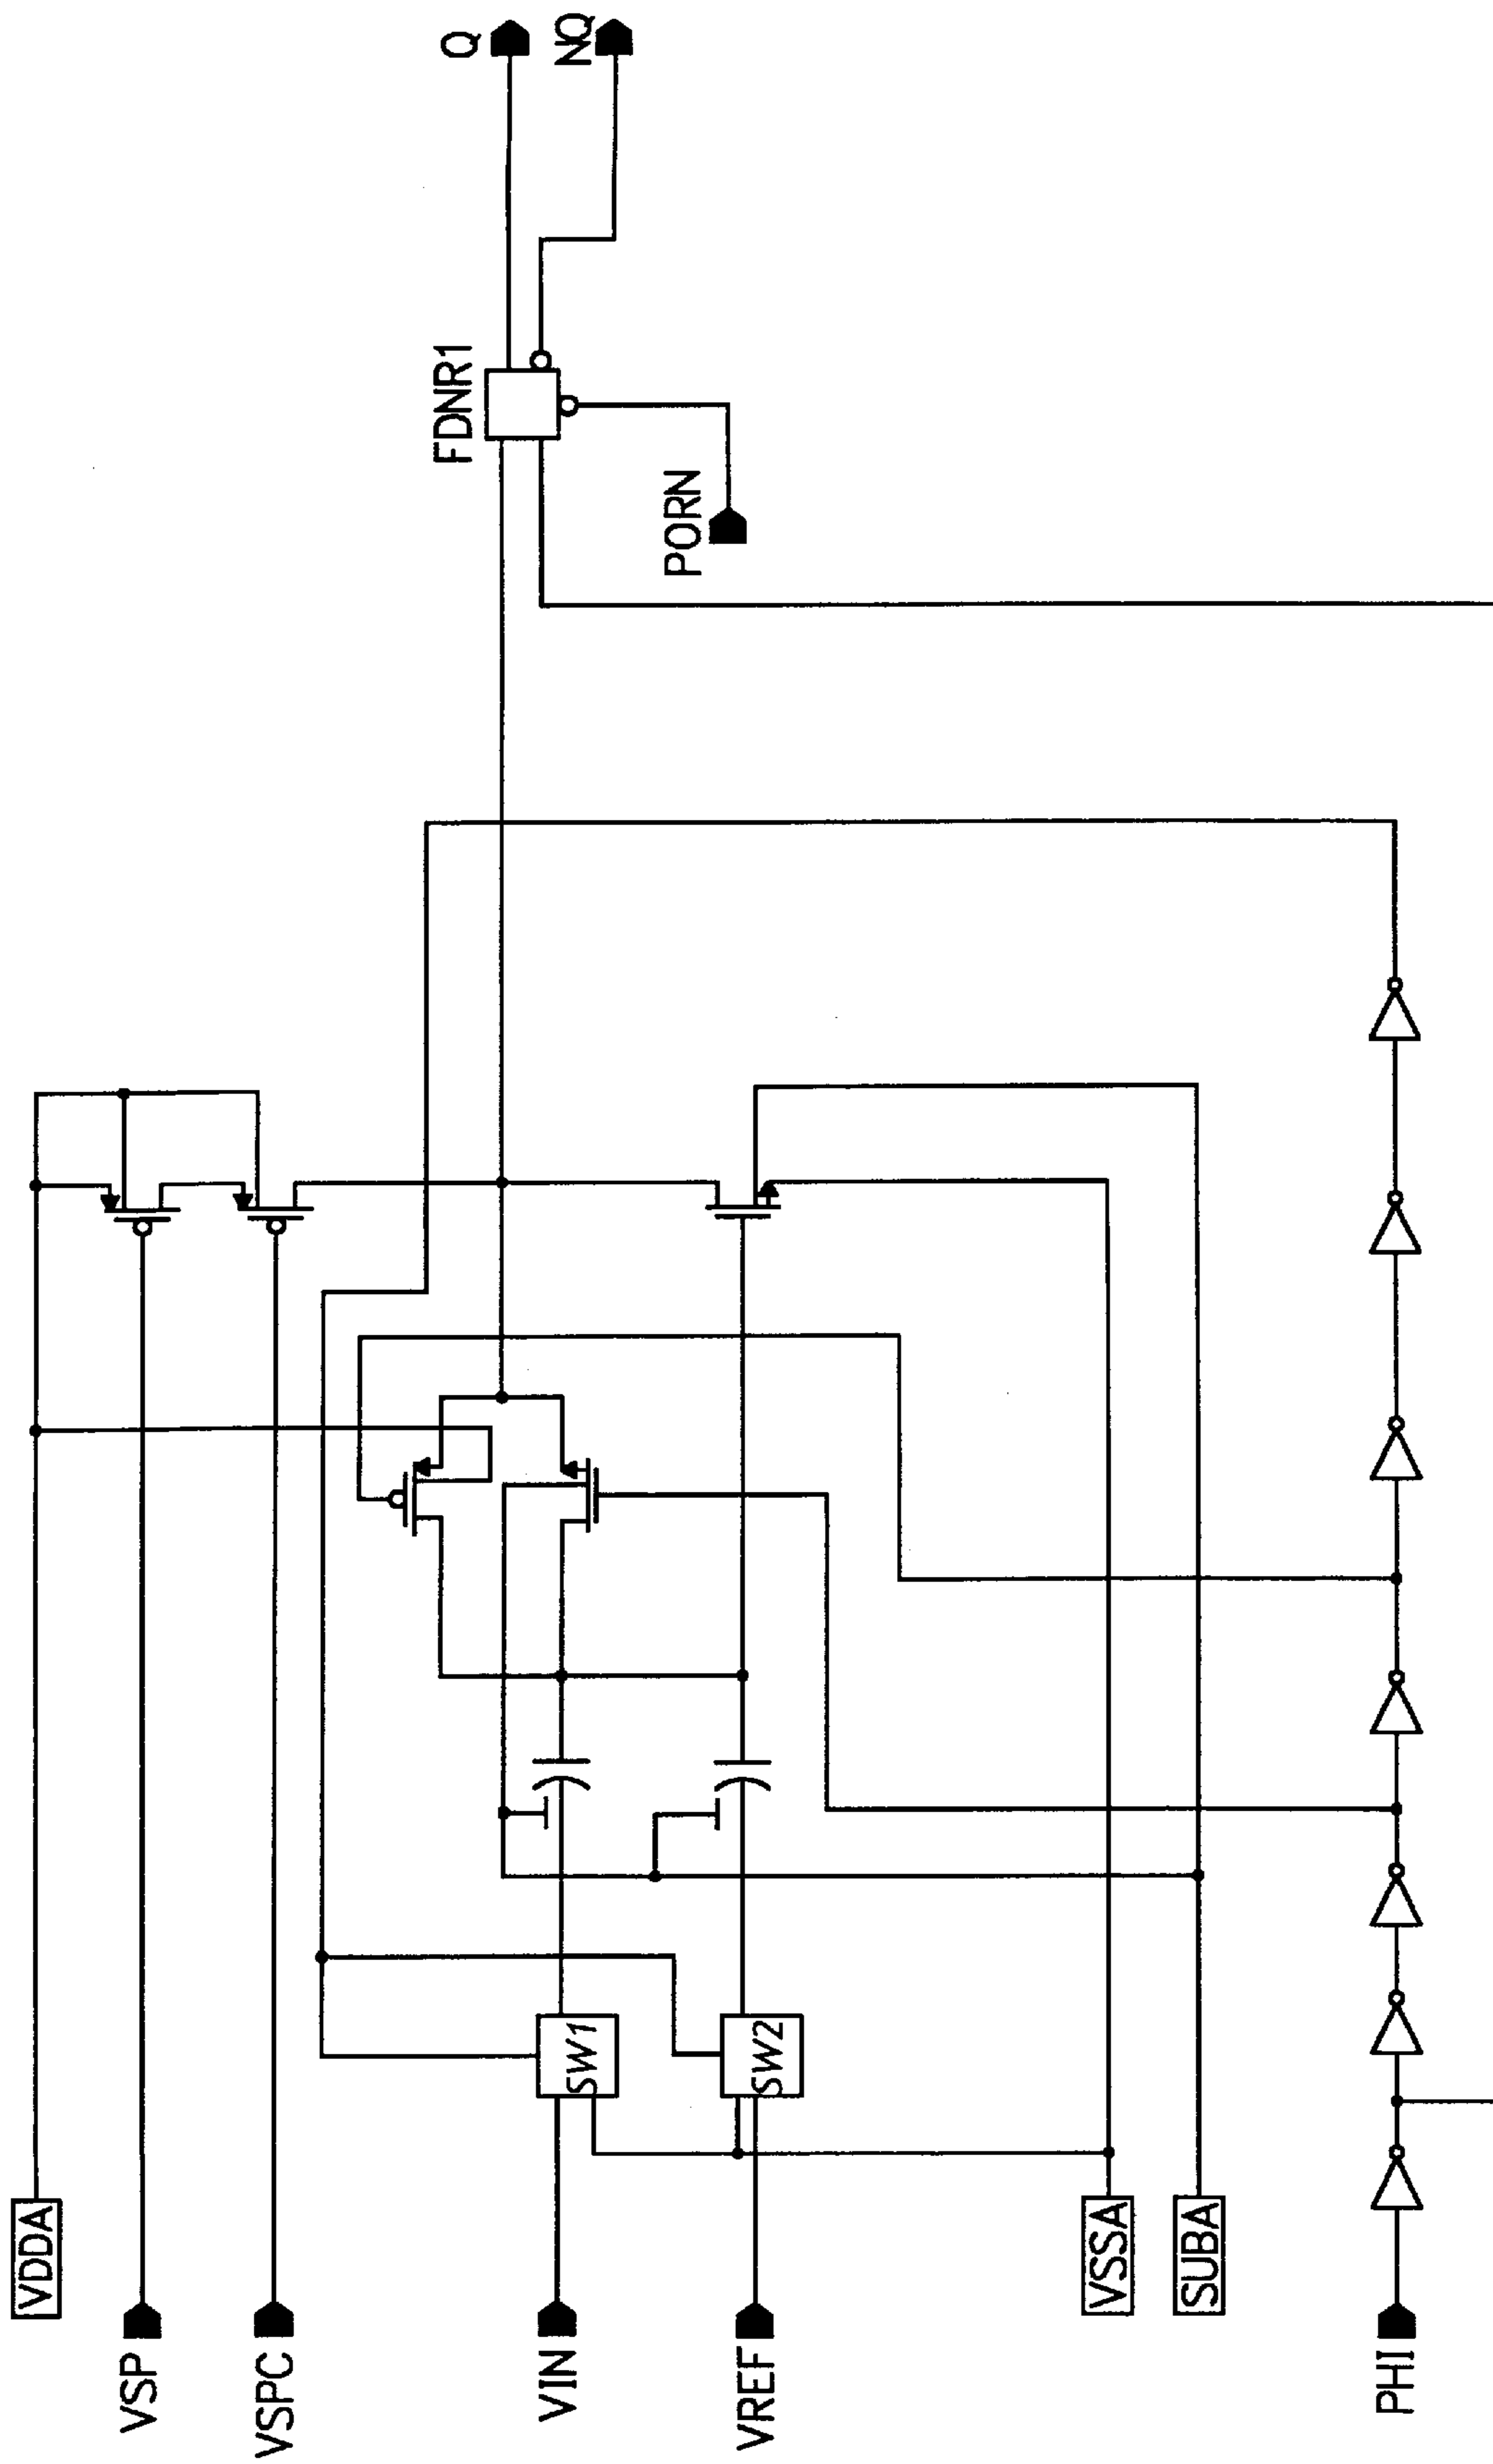 VDDA
VSP
VSPC
VIN
VREF
VSSA
SUBA
PHI
SW1
SW2
PORN
FDNR1
Q
NQ